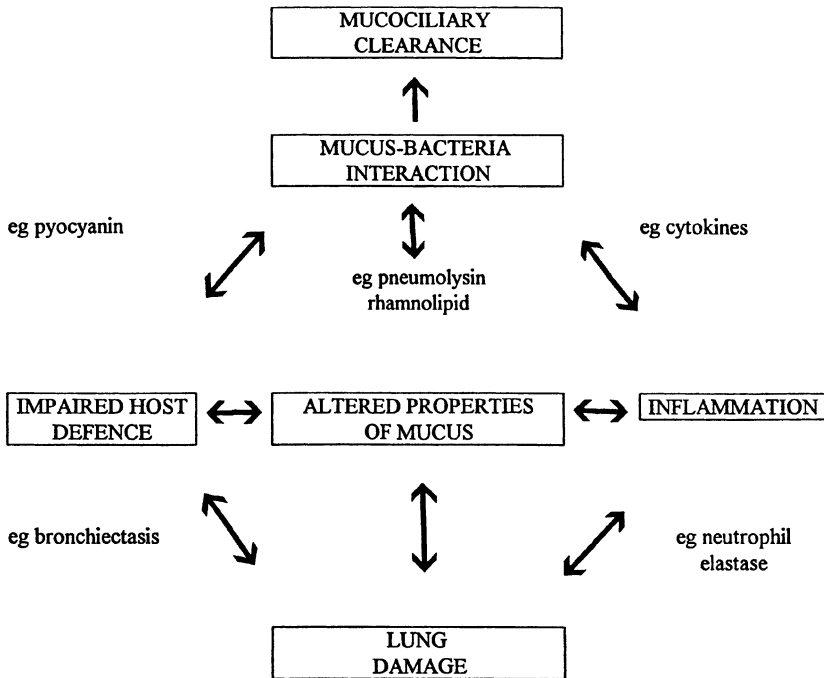 MUCOCILIARY
CLEARANCE
MUCUS-BACTERIA
INTERACTION
eg pyocyanin
eg cytokines
eg pneumolysin
rhamnolipid
IMPAIRED HOST
DEFENCE
ALTERED PROPERTIES
OF MUCUS
INFLAMMATION
eg bronchiectasis
eg neutrophil
elastase
LUNG
DAMAGE